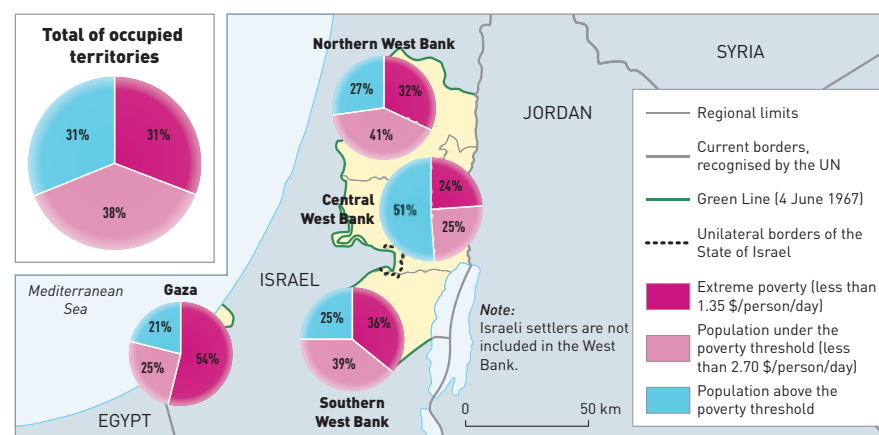 Total of occupied
territories
31%
31%
38%
Northern West Bank
27%
32%
41%
SYRIA
JORDAN
Central
West Bank
51%
24%
25%
ISRAEL
Mediterranean
Sea
Gaza
21%
54%
25%
EGYPT
25%
36%
39%
Southern
West Bank
Note:
Israeli settlers are not
included in the West
Bank.
0
50 km
Regional limits
Current borders,
recognised by the UN
Green Line (4 June 1967)
Unilateral borders of the
State of Israel
Extreme poverty (less than
1.35 $/person/day)
Population under the
poverty threshold (less
than 2.70 $/person/day)
Population above the
poverty threshold